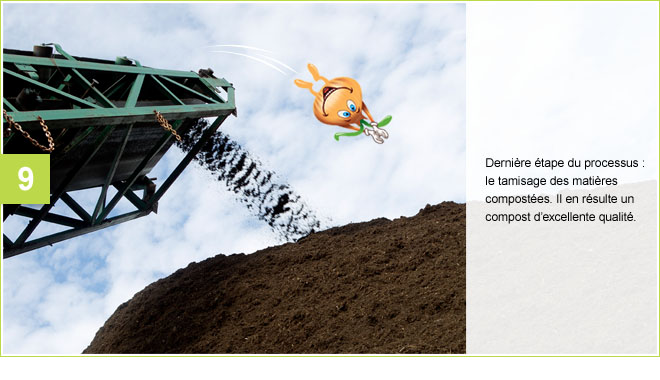 9
Dernière étape du processus :
le tamisage des matières
compostées. Il en résulte un
compost d'excellente qualité.